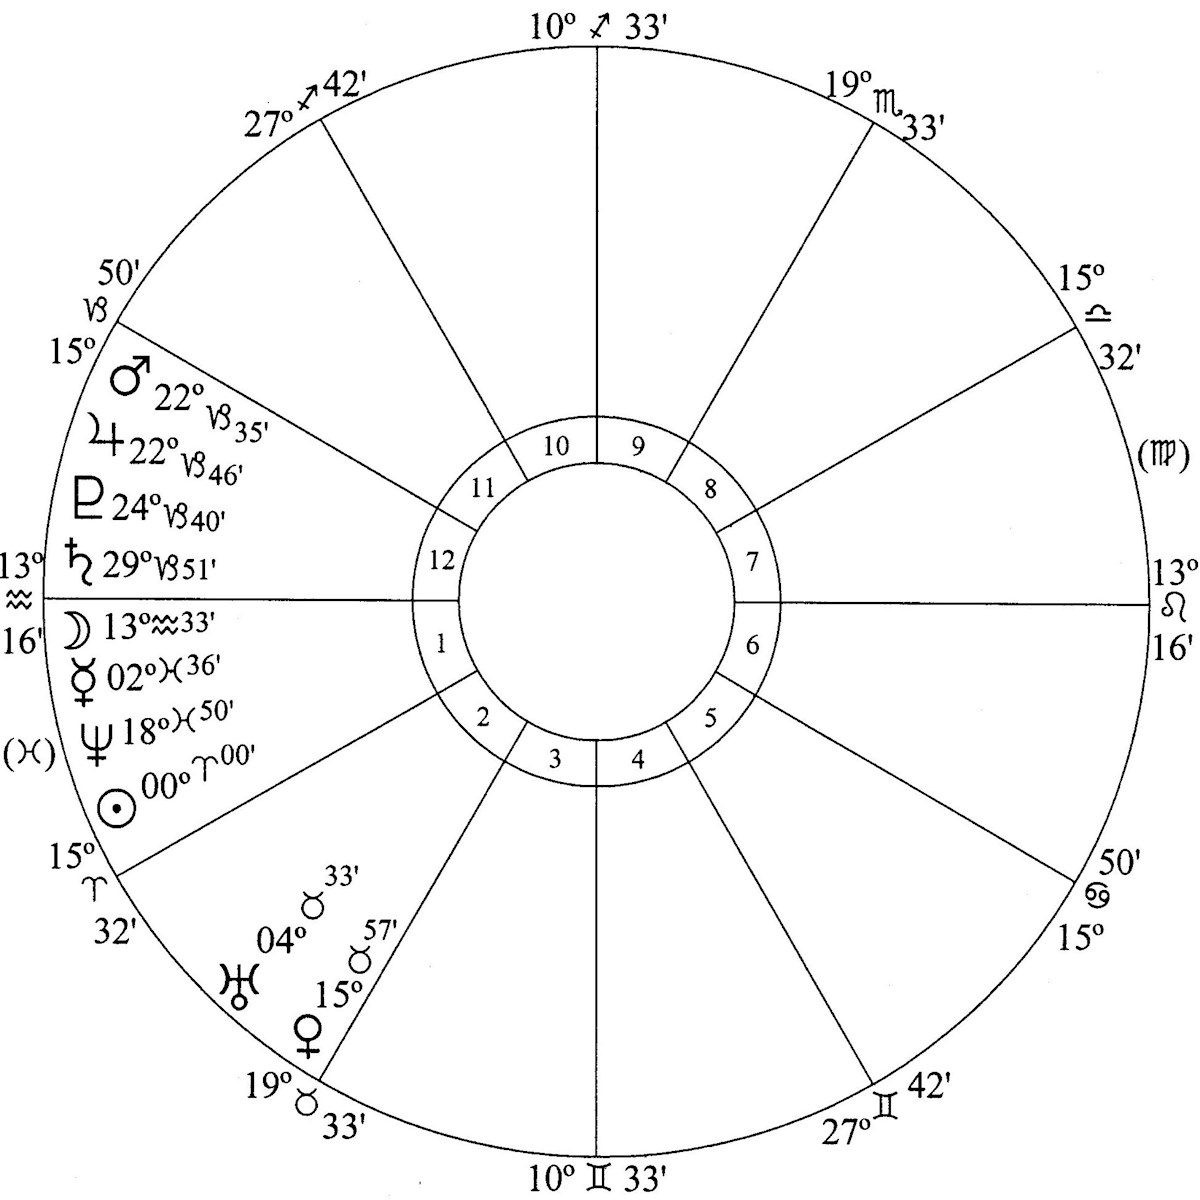 10° ♐ 33'
27° ♐ 42'
19° ♏ 33'
50' ♑ 15°
15° ♎ 32'
♂ 22° ♑ 35'
♃ 22° ♑ 46'
♇ 24° ♑ 40'
♄ 29° ♑ 51'
(♍)
13° ♒ 16'
13° ♌ 16'
☽ 13° ♒ 33'
☿ 02° ♓ 36'
♆ 18° ♓ 50'
(♓)
☉ 00° ♈ 00'
15° ♈ 32'
♅ 04° ♉ 33'
♀ 15° ♉ 57'
50' ♋ 15°
19° ♉ 33'
27° ♊ 42'
10° ♊ 33'
10 9
11 8
12 7
1 6
2 5
3 4